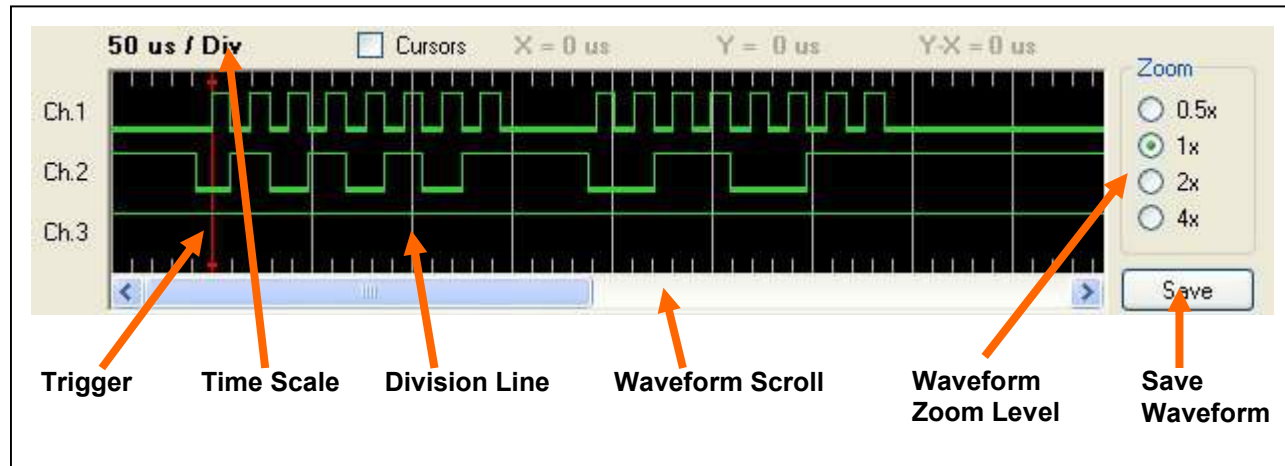 50 us / Div
Cursors
X = 0 us
Y = 0 us
Y-X = 0 us
Zoom
Ch.1
0.5x
1x
Ch.2
2x
Ch.3
4x
Save
Trigger
Time Scale
Division Line
Waveform Scroll
Waveform
Zoom Level
Save
Waveform